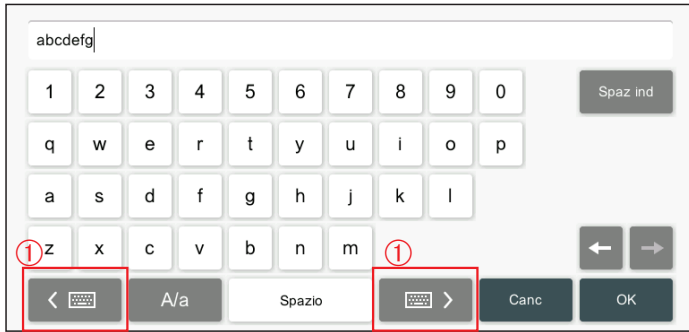 abcdefg
1 2 3 4 5 6 7 8 9 0 Spaz ind
q w e r t y u i o p
a s d f g h j k l
① z x c v b n m ①
A/a Spazio Canc OK